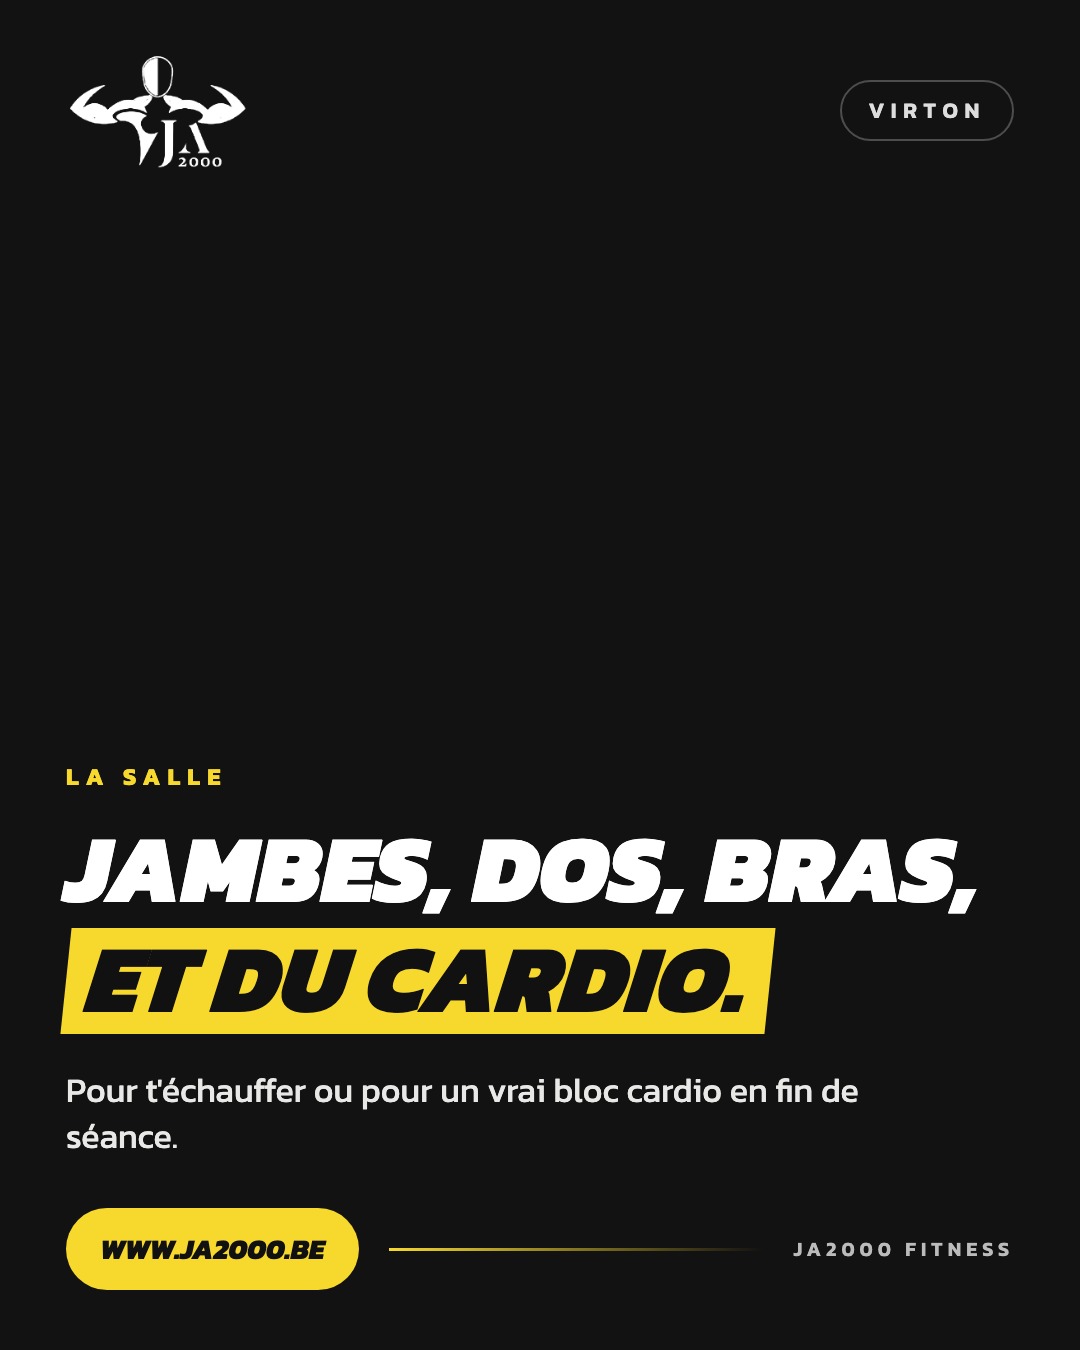 JA
2000
VIRTON
LA SALLE
JAMBES, DOS, BRAS,
ET DU CARDIO.
Pour t'échauffer ou pour un vrai bloc cardio en fin de
séance.
WWW.JA2000.BE
JA2000 FITNESS